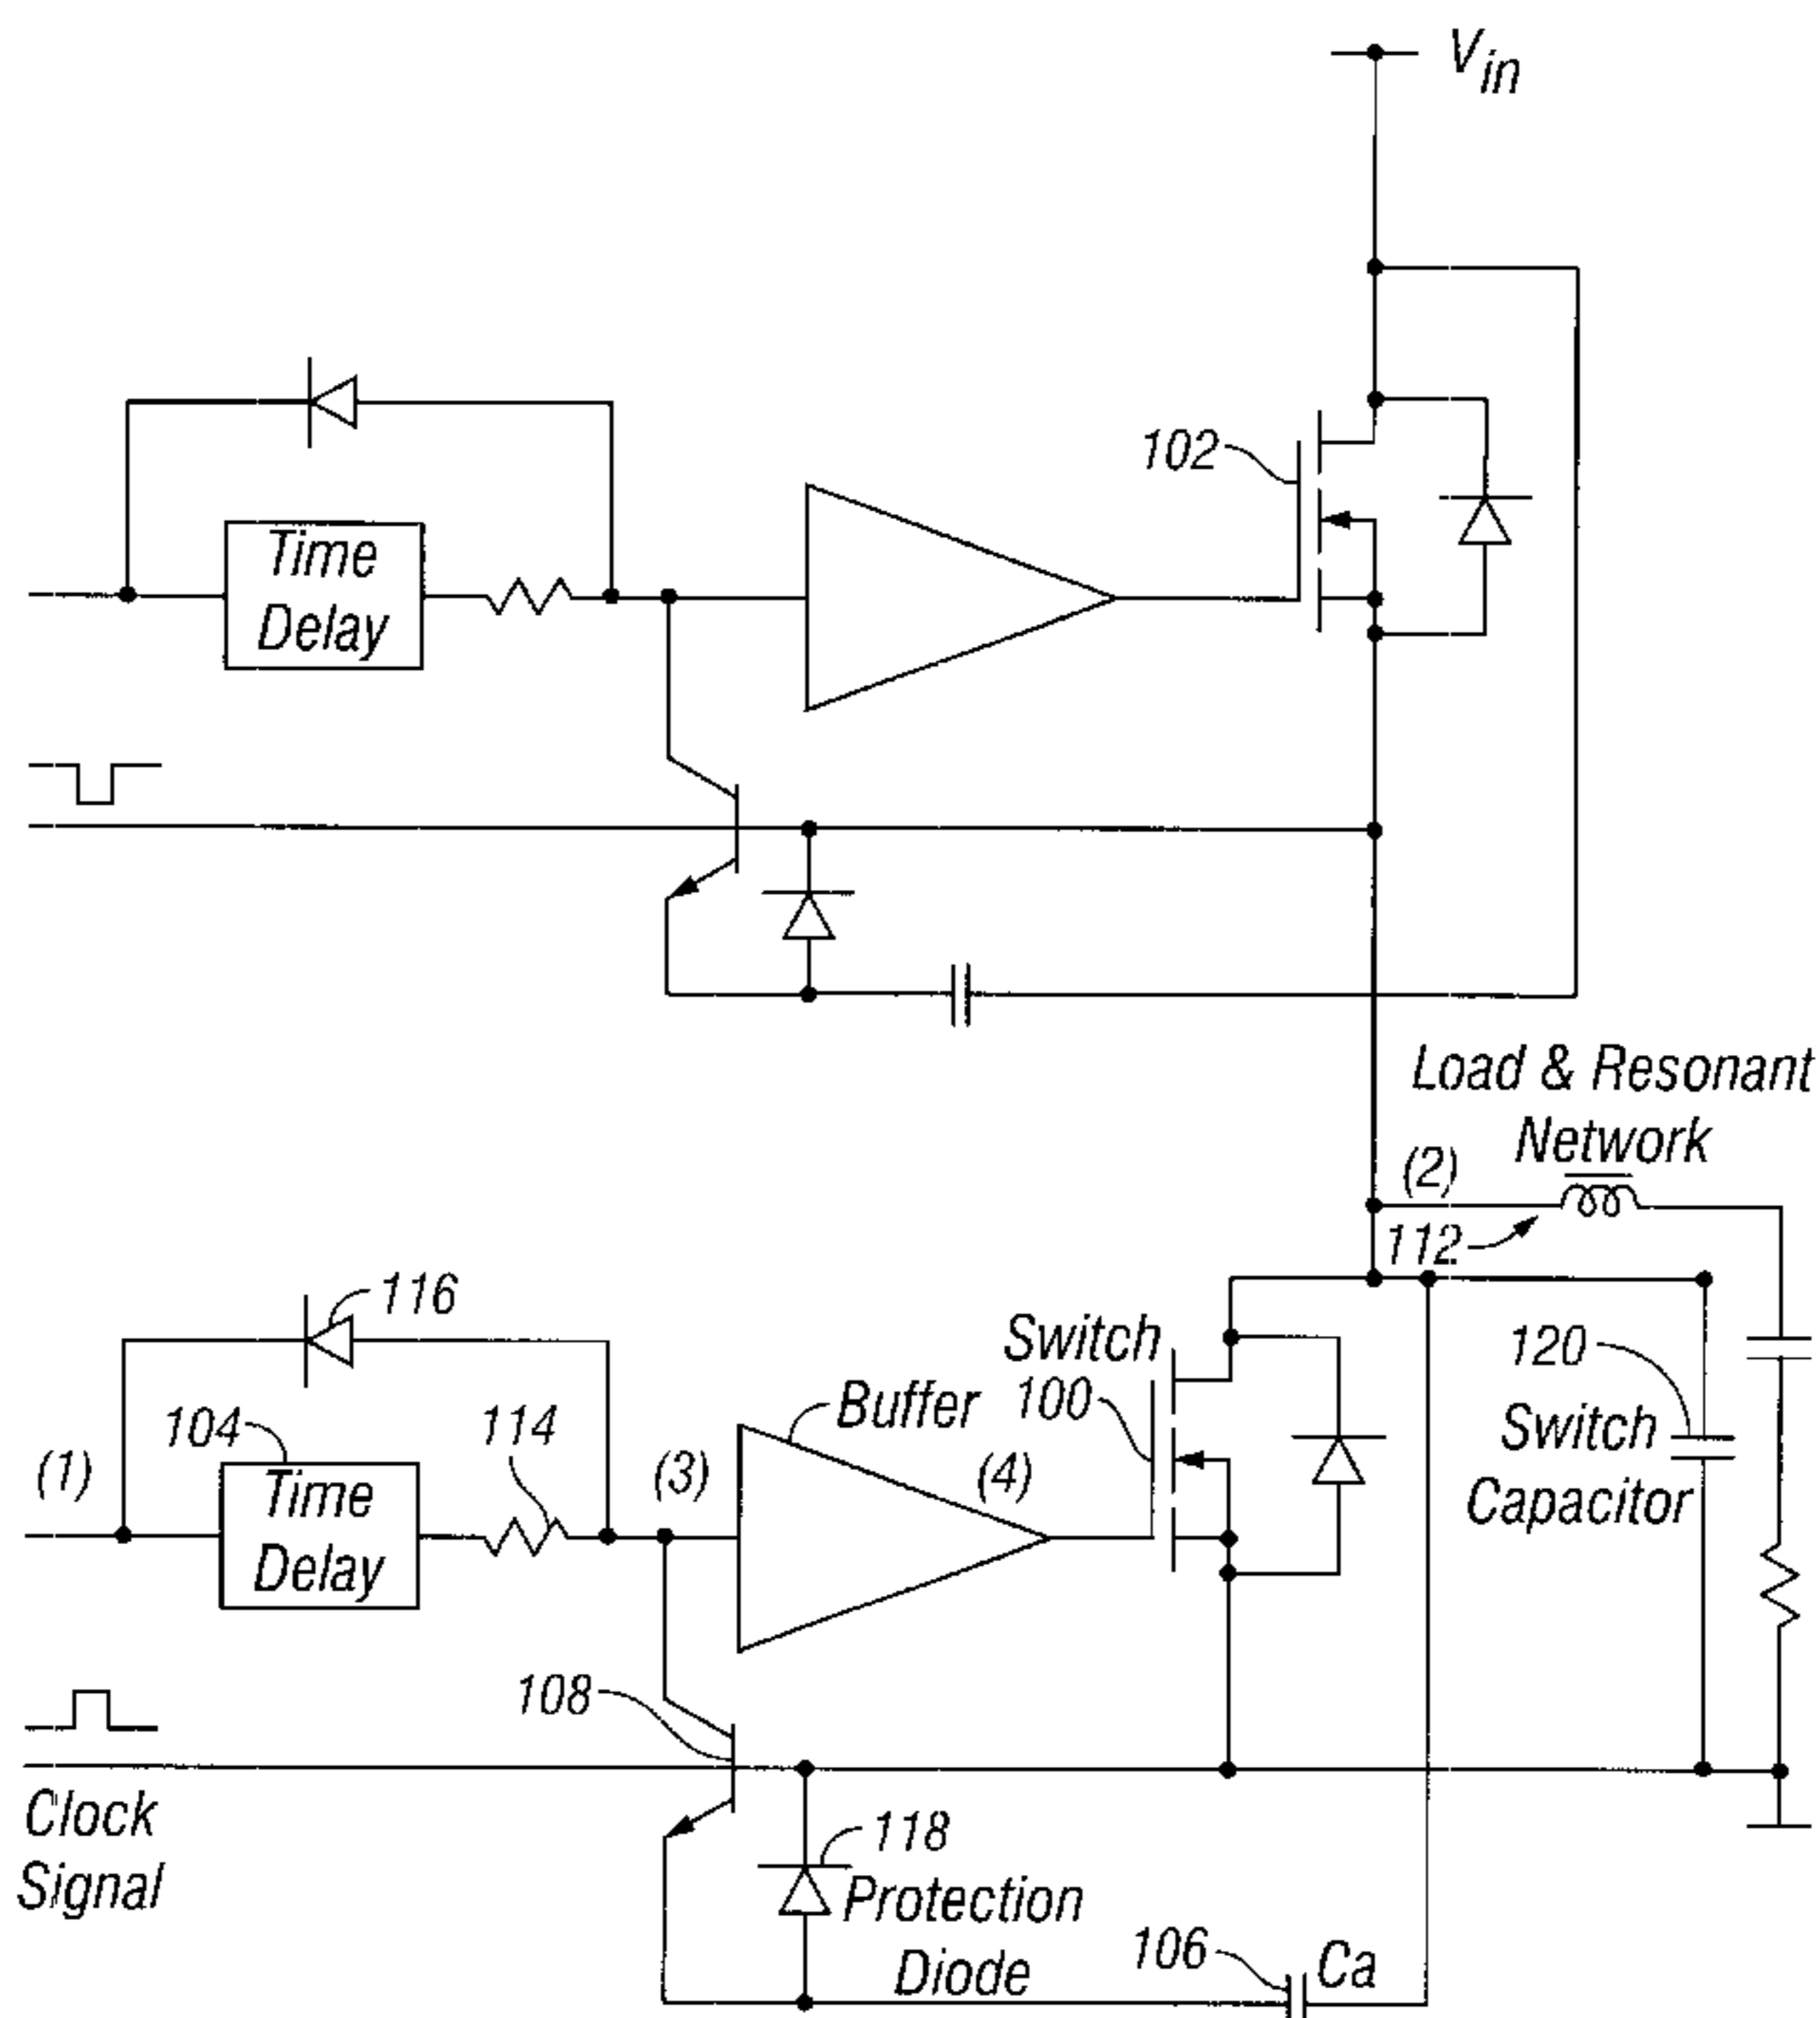 Vin
102
Time
Delay
Load & Resonant
Network
(2)
112
116
Switch
100
Buffer
120
Switch
Capacitor
(1)
104
114
(3)
(4)
Time
Delay
108
Clock
Signal
118
Protection
Diode
106
Ca